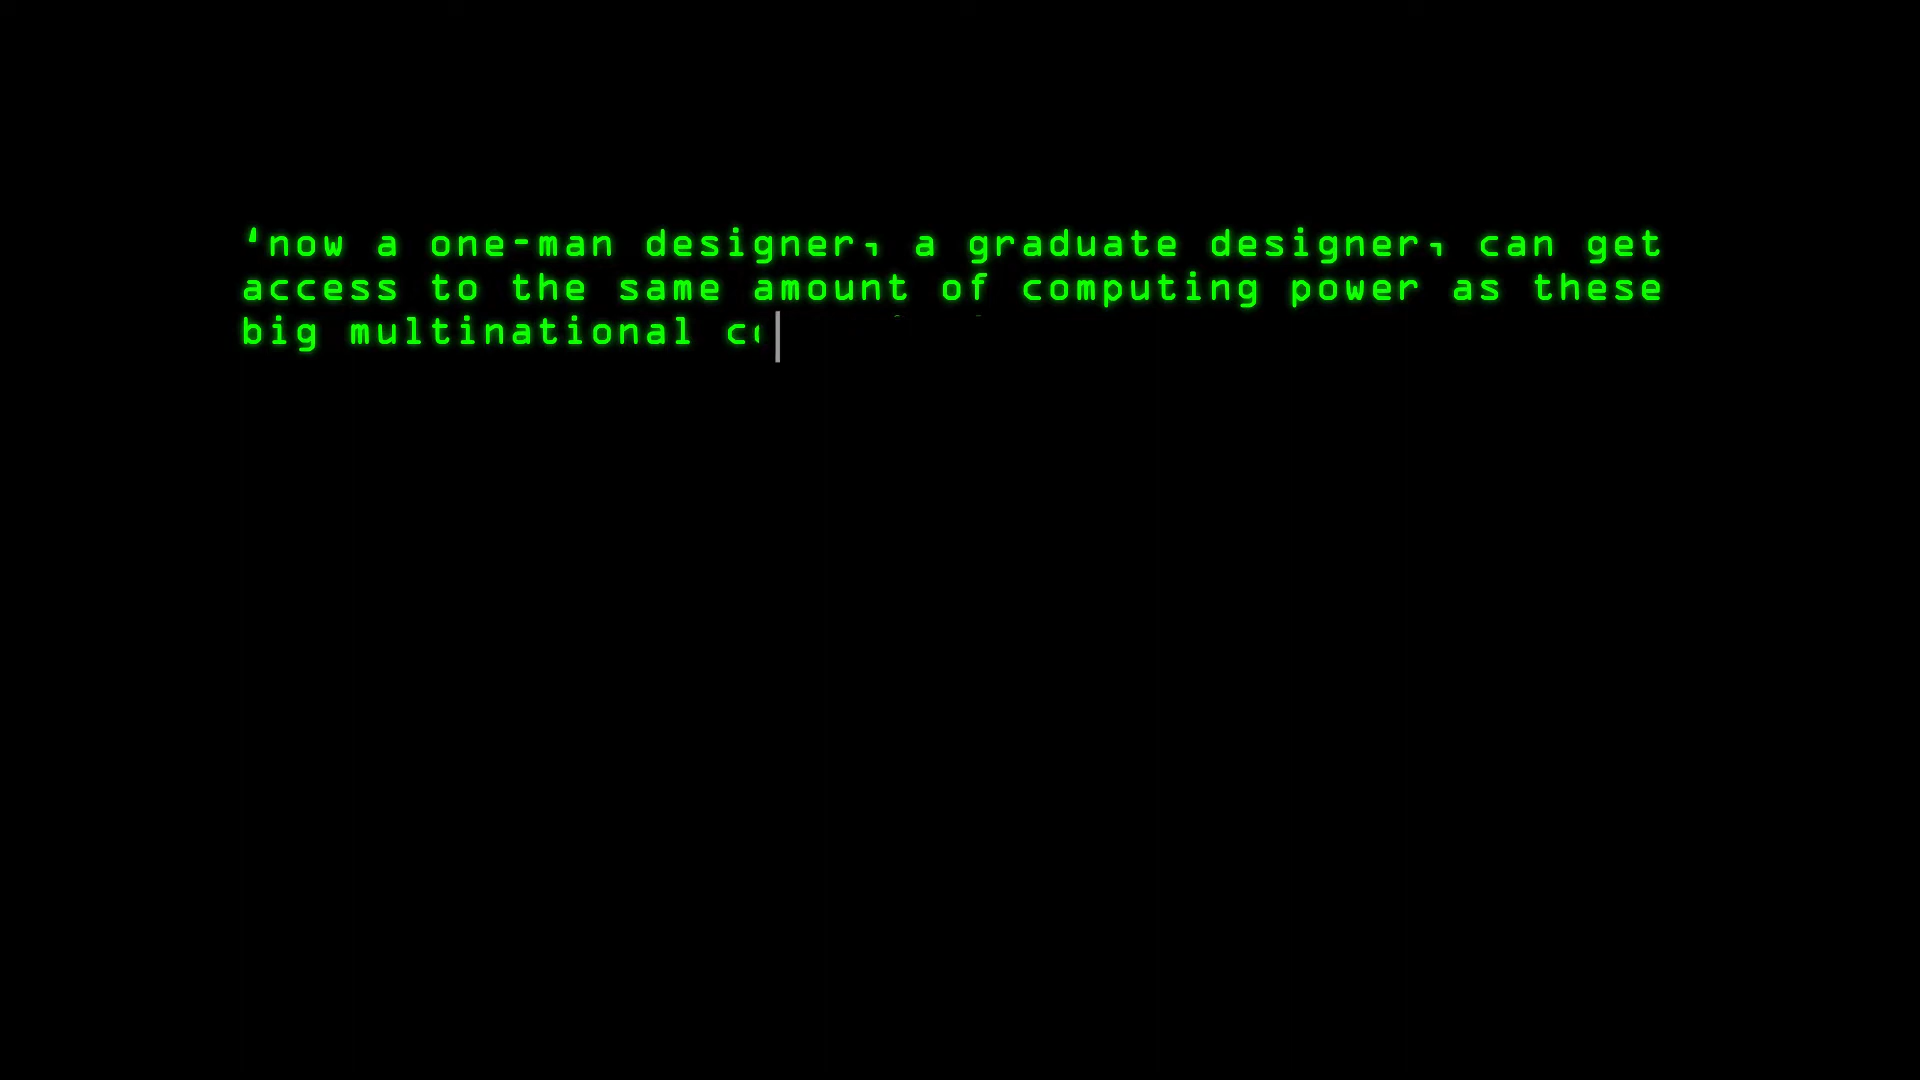 ‘now a one-man designer, a graduate designer, can get
access to the same amount of computing power as these
big multinational